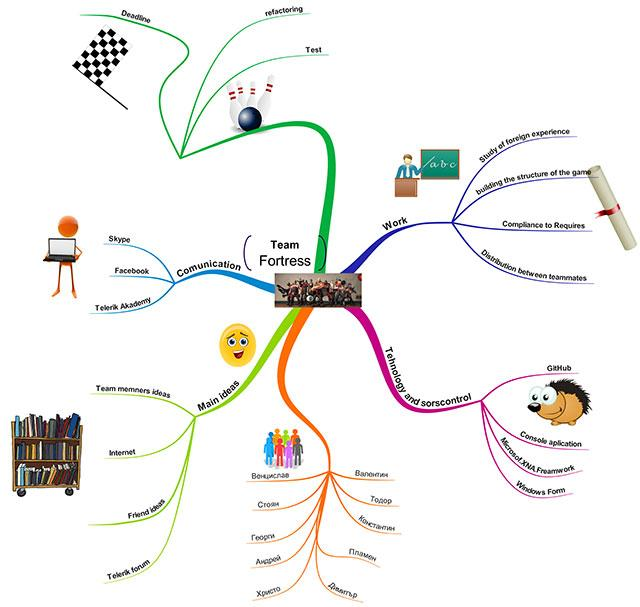 Deadline
refactoring
Test
/abc
Work
Study of foreign experience
building the structure of the game
Compliance to Requires
Distribution between teammates
Team
Fortress
Comunication
Skype
Facebook
Telerik Akademy
Main ideas
Team memners ideas
Internet
Friend ideas
Telerik forum
Tehnology and sorscontrol
GitHub
Console aplication
Microsof.XNA.Freamwork
Windows Form
Венцислав
Стоян
Георги
Андрей
Христо
Валентин
Тодор
Константин
Пламен
Димитър